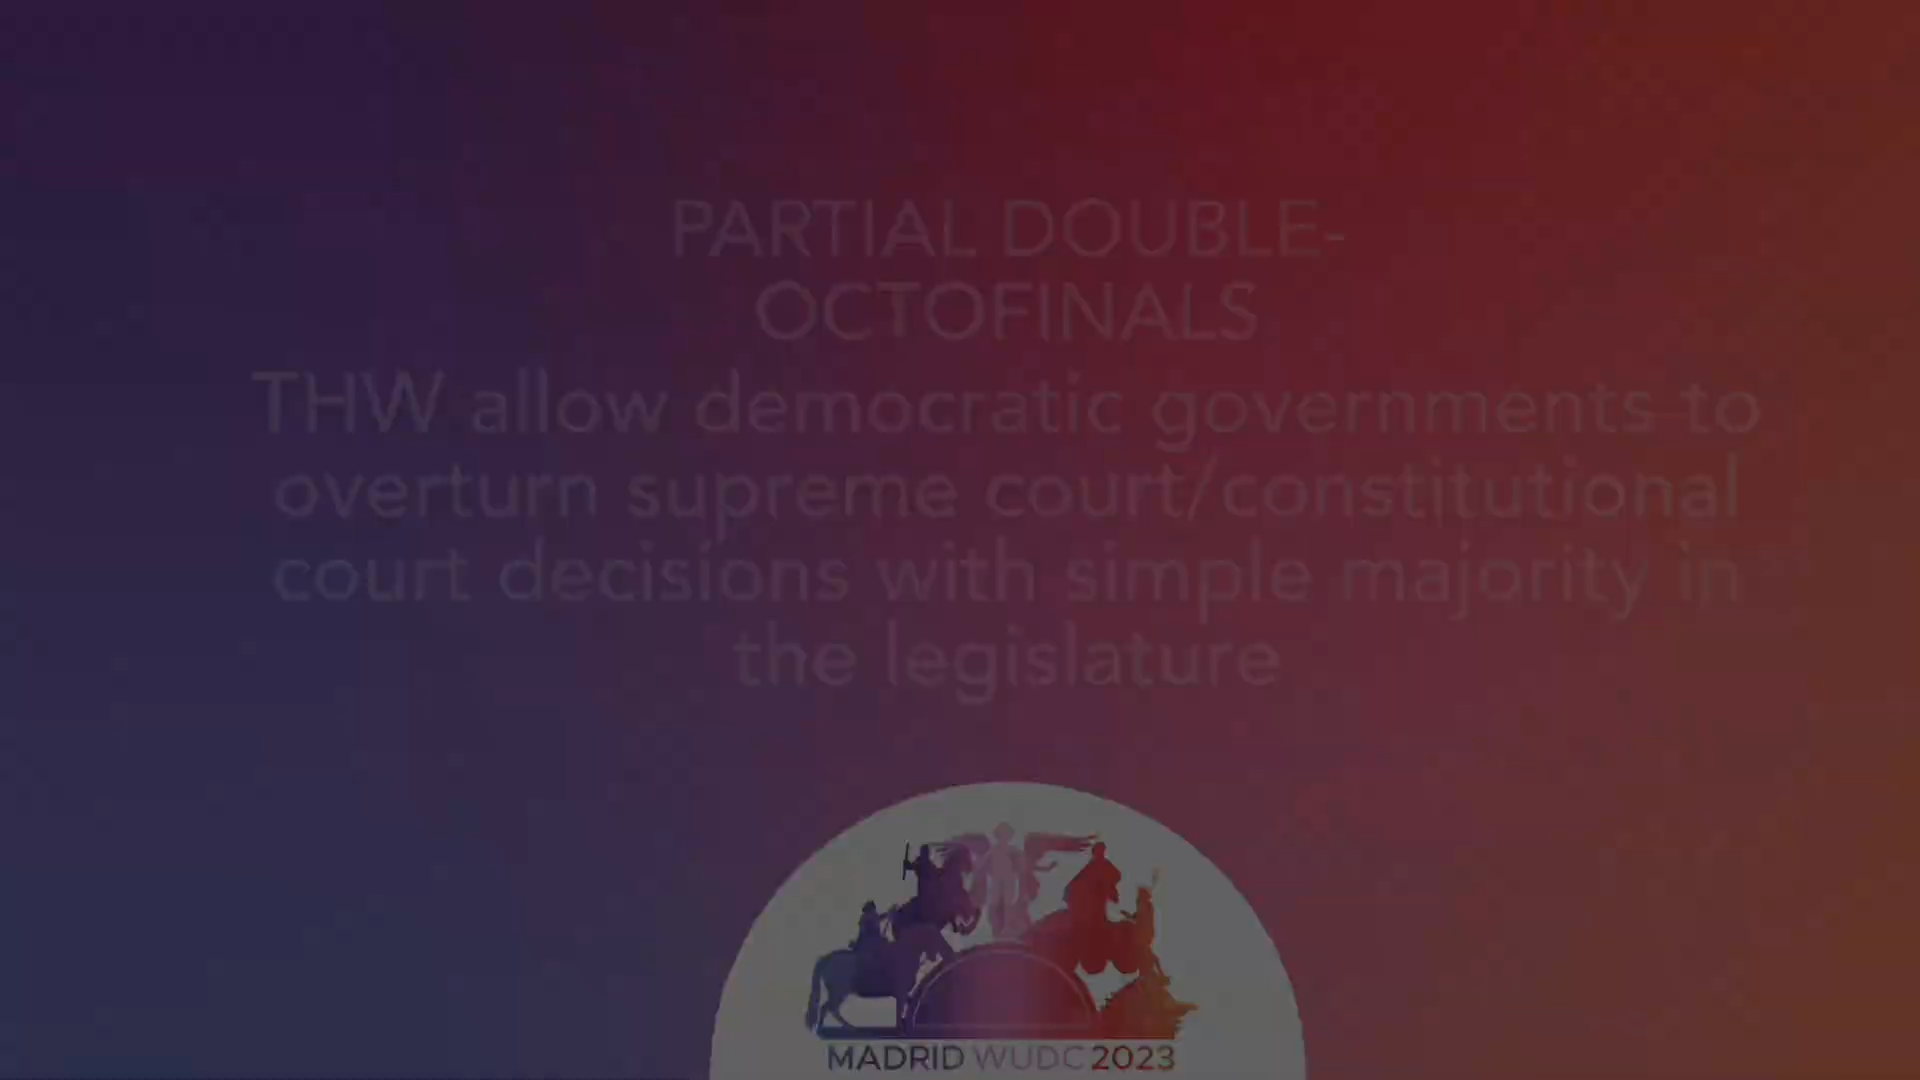 PARTIAL DOUBLE-
OCTOFINALS
THW allow democratic governments to
overturn supreme court/constitutional
court decisions with simple majority in
the legislature
MADRID WUDC 2023